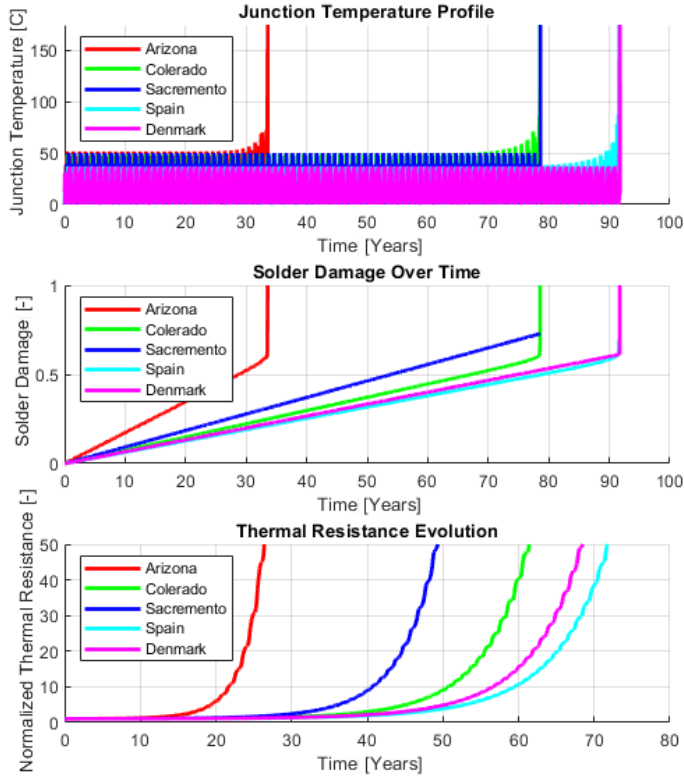 Junction Temperature Profile
Junction Temperature [C]
150
100
50
0
Arizona
Colerado
Sacremento
Spain
Denmark
0 10 20 30 40 50 60 70 80 90 100
Time [Years]
Solder Damage Over Time
Solder Damage [-]
1
0.5
0
Arizona
Colerado
Sacremento
Spain
Denmark
0 10 20 30 40 50 60 70 80 90 100
Time [Years]
Thermal Resistance Evolution
Normalized Thermal Resistance [-]
50
40
30
20
10
0
Arizona
Colerado
Sacremento
Spain
Denmark
0 10 20 30 40 50 60 70 80
Time [Years]